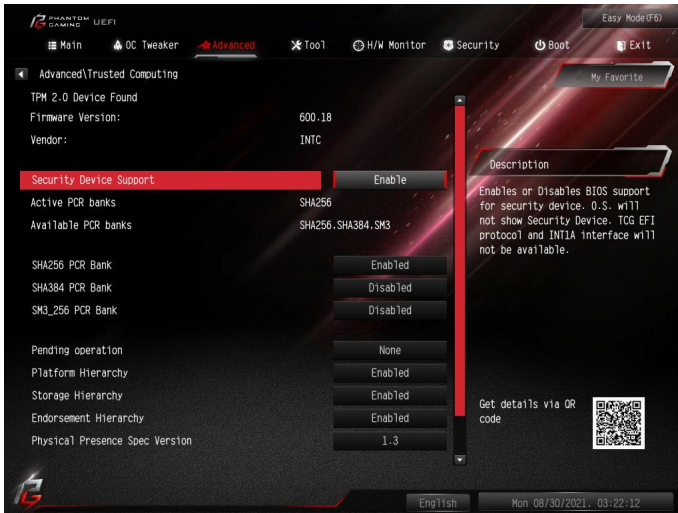 PHANTOM GAMING UEFI
Easy Mode(F6)
Main OC Tweaker Advanced Tool H/W Monitor Security Boot Exit
Advanced\Trusted Computing
My Favorite
TPM 2.0 Device Found
Firmware Version: 600.18
Vendor: INTC
Security Device Support Enable
Active PCR banks SHA256
Available PCR banks SHA256,SHA384,SM3
SHA256 PCR Bank Enabled
SHA384 PCR Bank Disabled
SM3_256 PCR Bank Disabled
Pending operation None
Platform Hierarchy Enabled
Storage Hierarchy Enabled
Endorsement Hierarchy Enabled
Physical Presence Spec Version 1.3
Description
Enables or Disables BIOS support
for security device. O.S. will
not show Security Device. TCG EFI
protocol and INT1A interface will
not be available.
Get details via QR
code
English
Mon 08/30/2021, 03:22:12